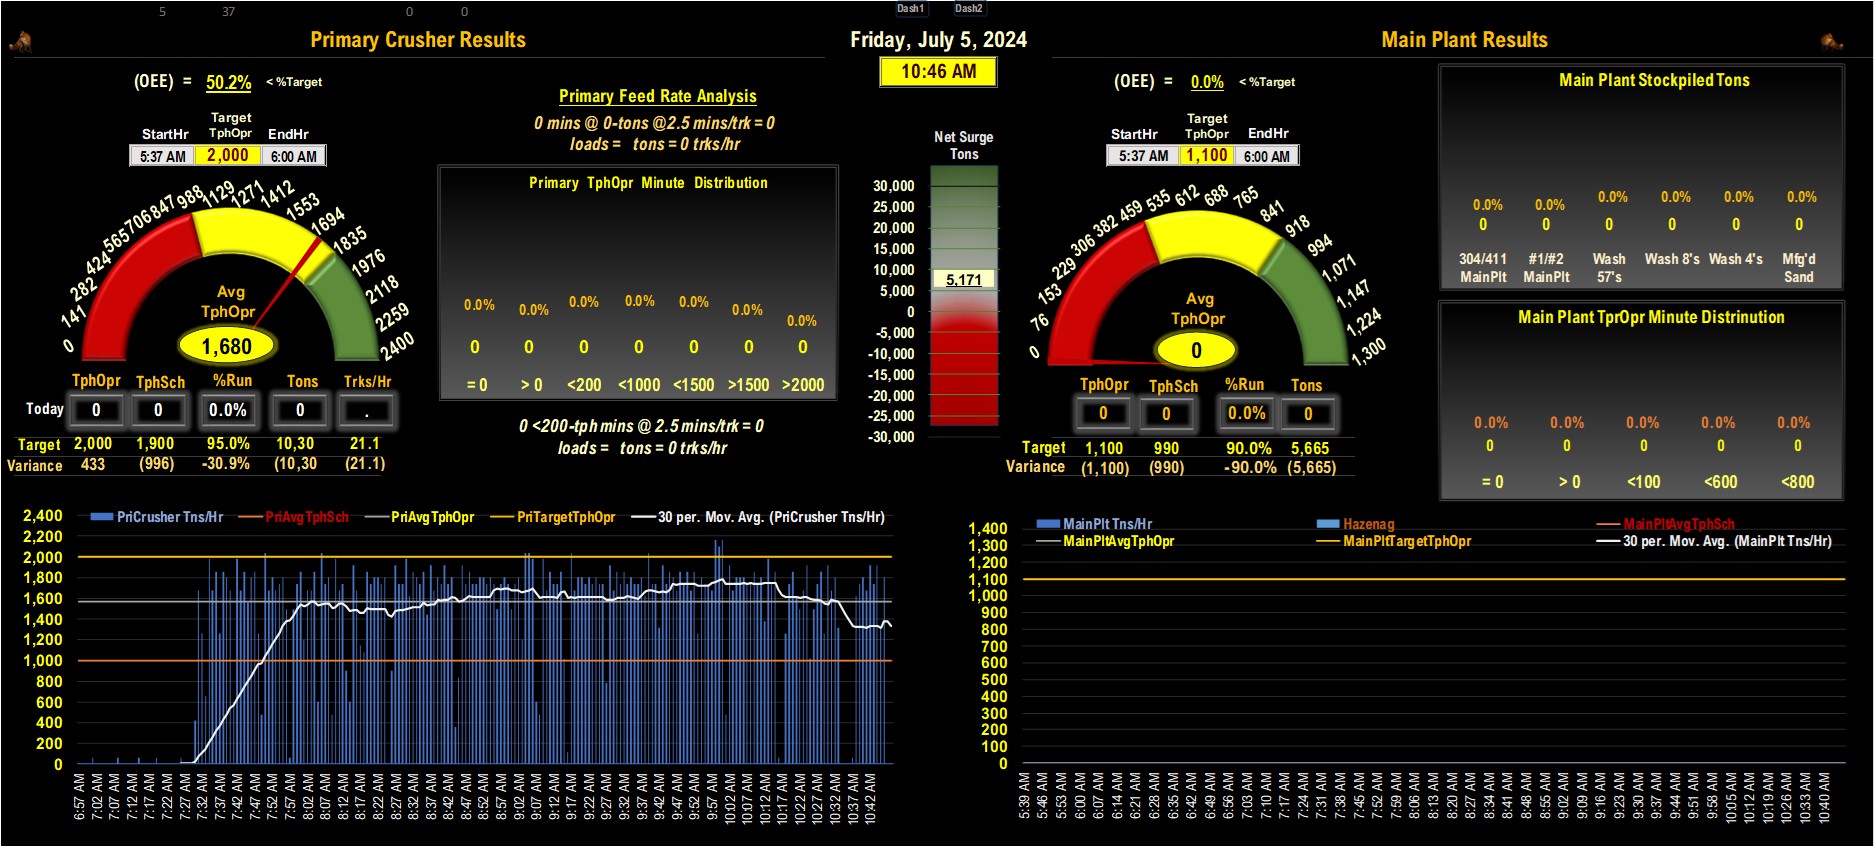 5 37 0 0 Dash1 Dash2
Primary Crusher Results
Friday, July 5, 2024
Main Plant Results
10:46 AM
(OEE) = 50.2% < %Target
Target
StartHr TphOpr EndHr
5:37 AM 2,000 6:00 AM
0 141 282 424 565 706 847 988 1129 1271 1412 1553 1694 1835 1976 2118 2259 2400
Avg
TphOpr
1,680
TphOpr TphSch %Run Tons Trks/Hr
Today 0 0 0.0% 0 .
Target 2,000 1,900 95.0% 10,30 21.1
Variance 433 (996) -30.9% (10,30 (21.1)
Primary Feed Rate Analysis
0 mins @ 0-tons @2.5 mins/trk = 0
loads = tons = 0 trks/hr
Primary TphOpr Minute Distribution
0.0% 0.0% 0.0% 0.0% 0.0% 0.0% 0.0%
0 0 0 0 0 0 0
= 0 > 0 <200 <1000 <1500 >1500 >2000
0 <200-tph mins @ 2.5 mins/trk = 0
loads = tons = 0 trks/hr
Net Surge
Tons
30,000
25,000
20,000
15,000
10,000
5,171
5,000
0
-5,000
-10,000
-15,000
-20,000
-25,000
-30,000
(OEE) = 0.0% < %Target
Target
StartHr TphOpr EndHr
5:37 AM 1,100 6:00 AM
0 76 153 229 306 382 459 535 612 688 765 841 918 994 1,071 1,147 1,224 1,300
Avg
TphOpr
0
TphOpr TphSch %Run Tons
0 0 0.0% 0
Target 1,100 990 90.0% 5,665
Variance (1,100) (990) -90.0% (5,665)
Main Plant Stockpiled Tons
0.0% 0.0% 0.0% 0.0% 0.0% 0.0%
0 0 0 0 0 0
304/411 #1/#2 Wash Wash 8's Wash 4's Mfg'd
MainPlt MainPlt 57's Sand
Main Plant TprOpr Minute Distrinution
0.0% 0.0% 0.0% 0.0% 0.0%
0 0 0 0 0
= 0 > 0 <100 <600 <800
PriCrusher Tns/Hr PriAvgTphSch PriAvgTphOpr PriTargetTphOpr 30 per. Mov. Avg. (PriCrusher Tns/Hr)
2,400
2,200
2,000
1,800
1,600
1,400
1,200
1,000
800
600
400
200
0
6:57 AM 7:02 AM 7:07 AM 7:12 AM 7:17 AM 7:22 AM 7:27 AM 7:32 AM 7:37 AM 7:42 AM 7:47 AM 7:52 AM 7:57 AM 8:02 AM 8:07 AM 8:12 AM 8:17 AM 8:22 AM 8:27 AM 8:32 AM 8:37 AM 8:42 AM 8:47 AM 8:52 AM 8:57 AM 9:02 AM 9:07 AM 9:12 AM 9:17 AM 9:22 AM 9:27 AM 9:32 AM 9:37 AM 9:42 AM 9:47 AM 9:52 AM 9:57 AM 10:02 AM 10:07 AM 10:12 AM 10:17 AM 10:22 AM 10:27 AM 10:32 AM 10:37 AM 10:42 AM
MainPlt Tns/Hr Hazenag MainPltAvgTphSch
MainPltAvgTphOpr MainPltTargetTphOpr 30 per. Mov. Avg. (MainPlt Tns/Hr)
1,400
1,300
1,200
1,100
1,000
900
800
700
600
500
400
300
200
100
0
5:39 AM 5:46 AM 5:53 AM 6:00 AM 6:07 AM 6:14 AM 6:21 AM 6:28 AM 6:35 AM 6:42 AM 6:49 AM 6:56 AM 7:03 AM 7:10 AM 7:17 AM 7:24 AM 7:31 AM 7:38 AM 7:45 AM 7:52 AM 7:59 AM 8:06 AM 8:13 AM 8:20 AM 8:27 AM 8:34 AM 8:41 AM 8:48 AM 8:55 AM 9:02 AM 9:09 AM 9:16 AM 9:23 AM 9:30 AM 9:37 AM 9:44 AM 9:51 AM 9:58 AM 10:05 AM 10:12 AM 10:19 AM 10:26 AM 10:33 AM 10:40 AM